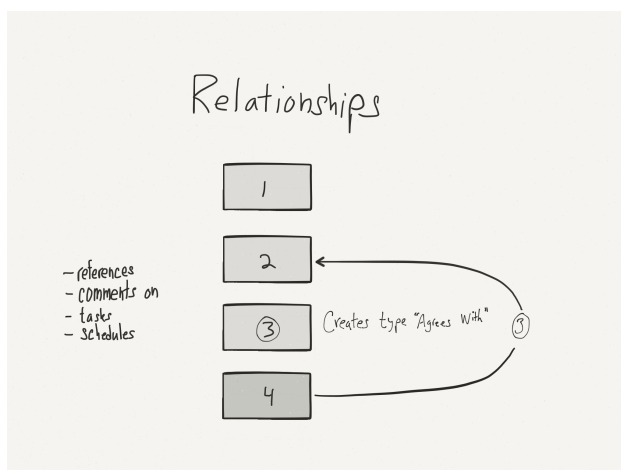 Relationships
1
2
- references
- comments on
- tasks
- schedules
3
Creates type "Agrees With"
3
4